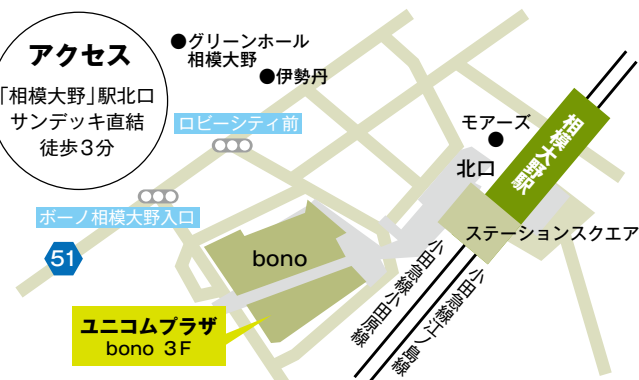 アクセス
「相模大野」駅北口
サンデッキ直結
徒歩3分
●グリーンホール
相模大野
●伊勢丹
ロビーシティ前
モアーズ
●
北口
相模大野駅
ステーションスクエア
ボーノ相模大野入口
51
bono
小田急線小田原線
小田急線江ノ島線
ユニコムプラザ
bono 3F